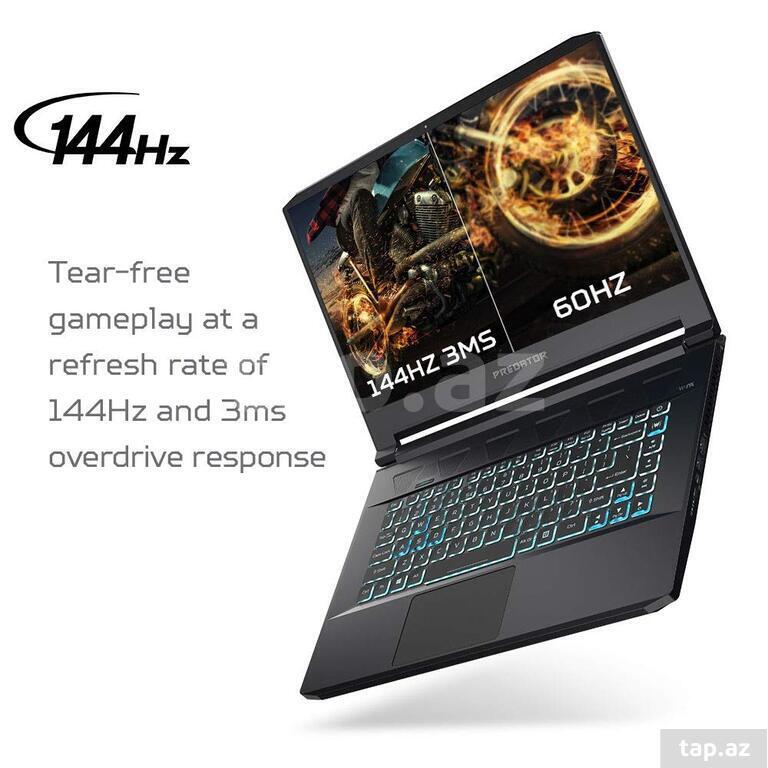 144Hz
Tear-free
gameplay at a
refresh rate of
144Hz and 3ms
overdrive response
144HZ 3MS
60HZ
PREDATOR
tap.az